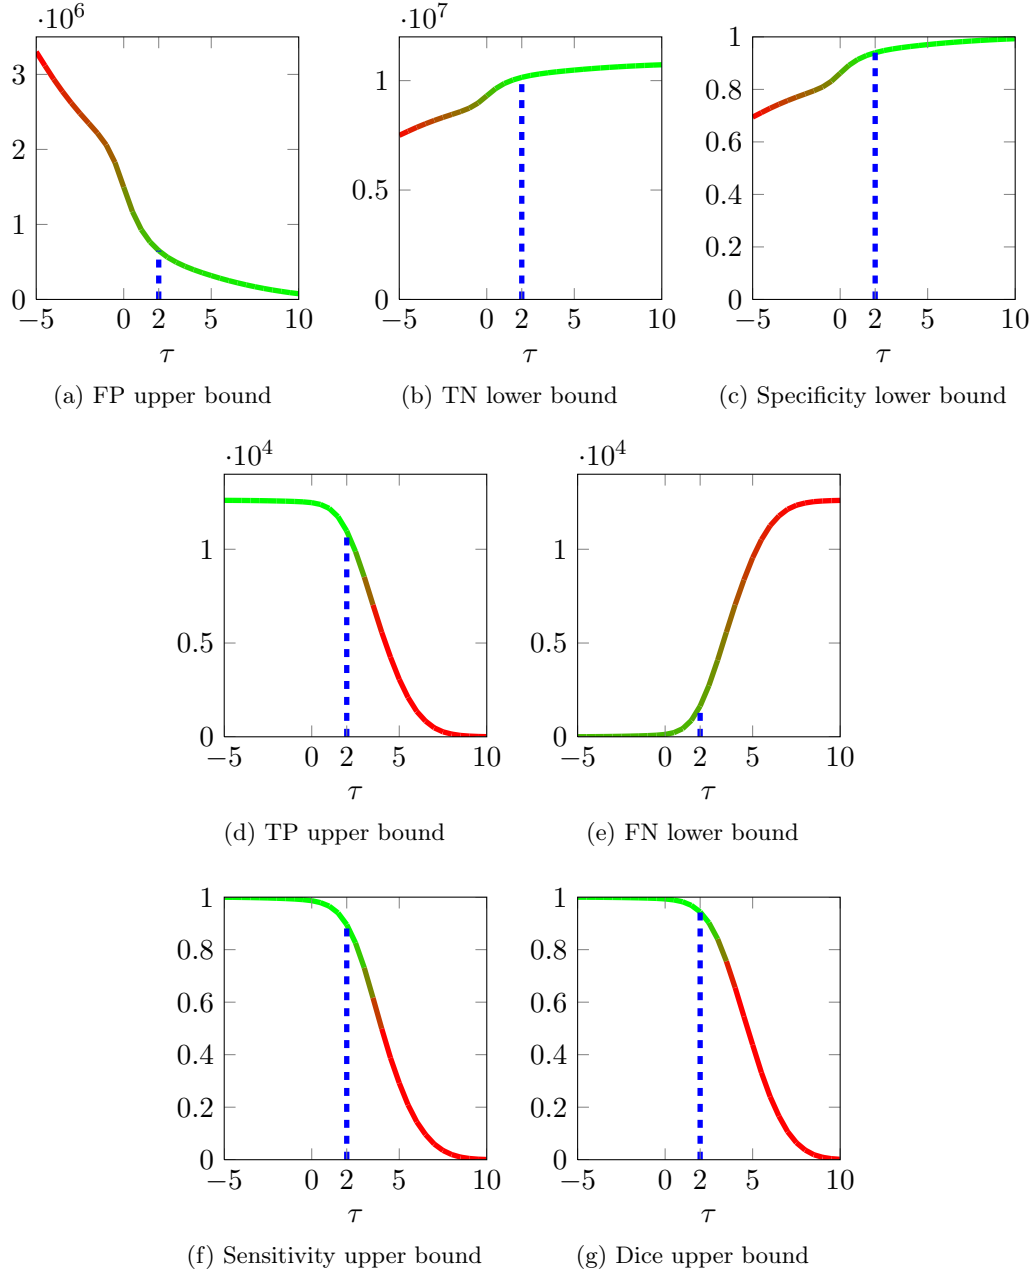 ·10^6
3
2
1
0
−5 0 2 5 10
τ
(a) FP upper bound
·10^7
1
0.5
0
−5 0 2 5 10
τ
(b) TN lower bound
1
0.8
0.6
0.4
0.2
0
−5 0 2 5 10
τ
(c) Specificity lower bound
·10^4
1
0.5
0
−5 0 2 5 10
τ
(d) TP upper bound
·10^4
1
0.5
0
−5 0 2 5 10
τ
(e) FN lower bound
1
0.8
0.6
0.4
0.2
0
−5 0 2 5 10
τ
(f) Sensitivity upper bound
1
0.8
0.6
0.4
0.2
0
−5 0 2 5 10
τ
(g) Dice upper bound